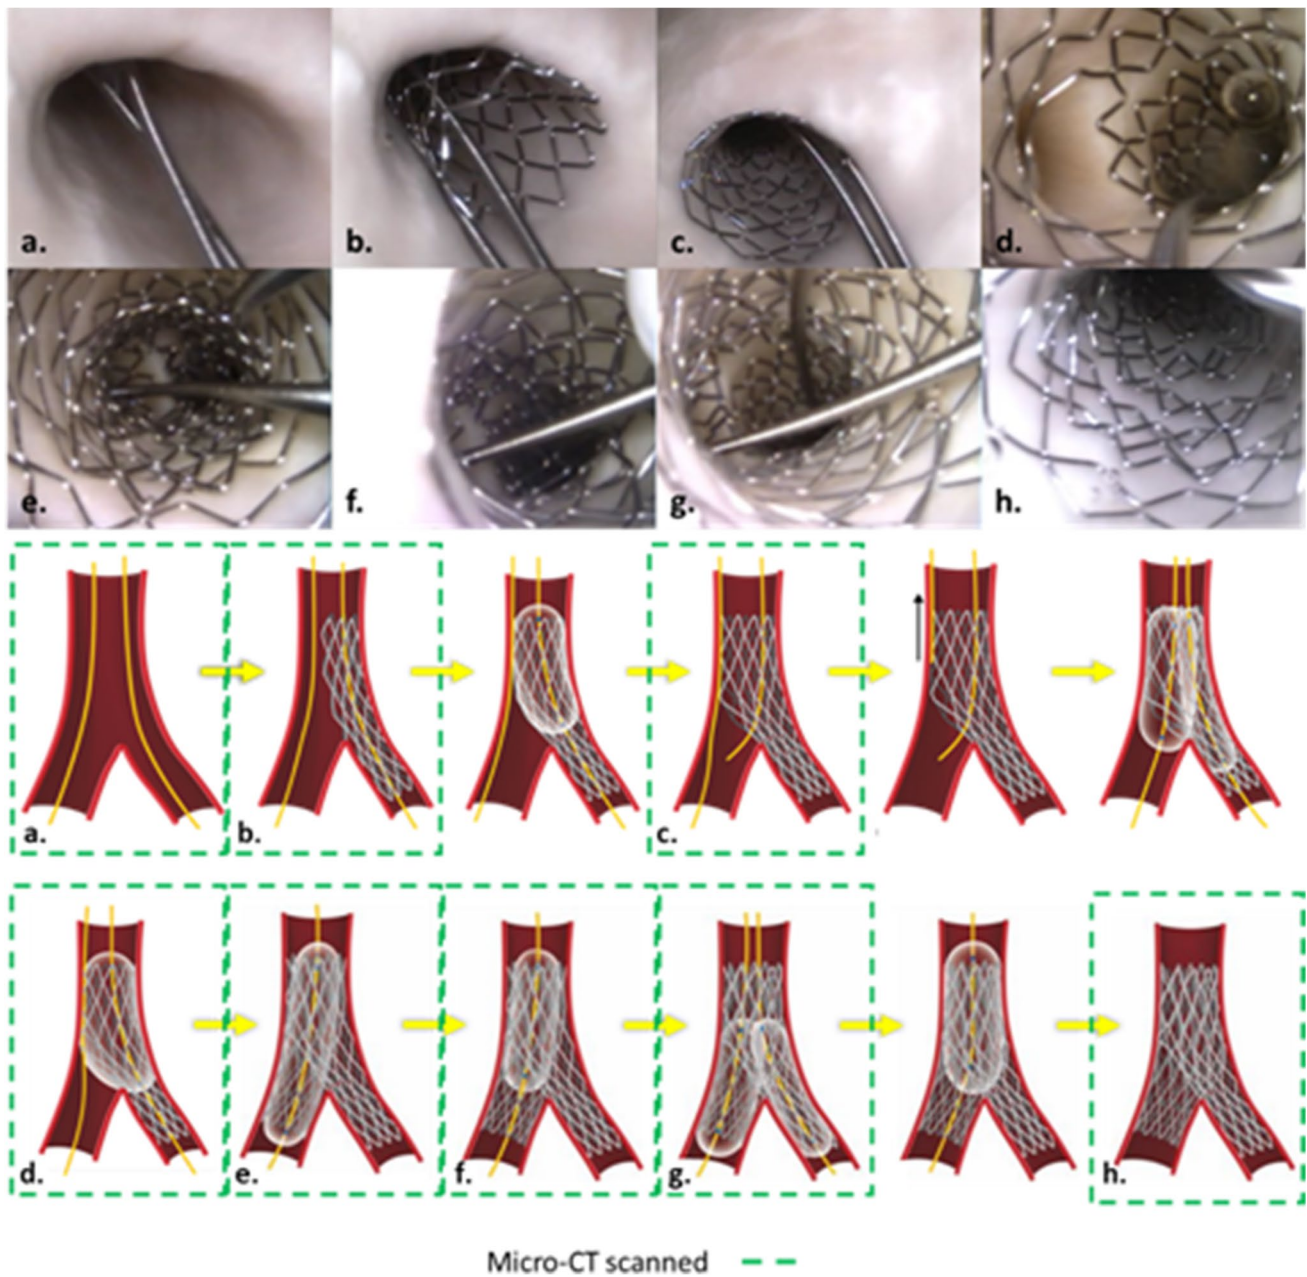 a. b. c. d.
e. f. g. h.
a. b. c.
d. e. f. g. h.
Micro-CT scanned